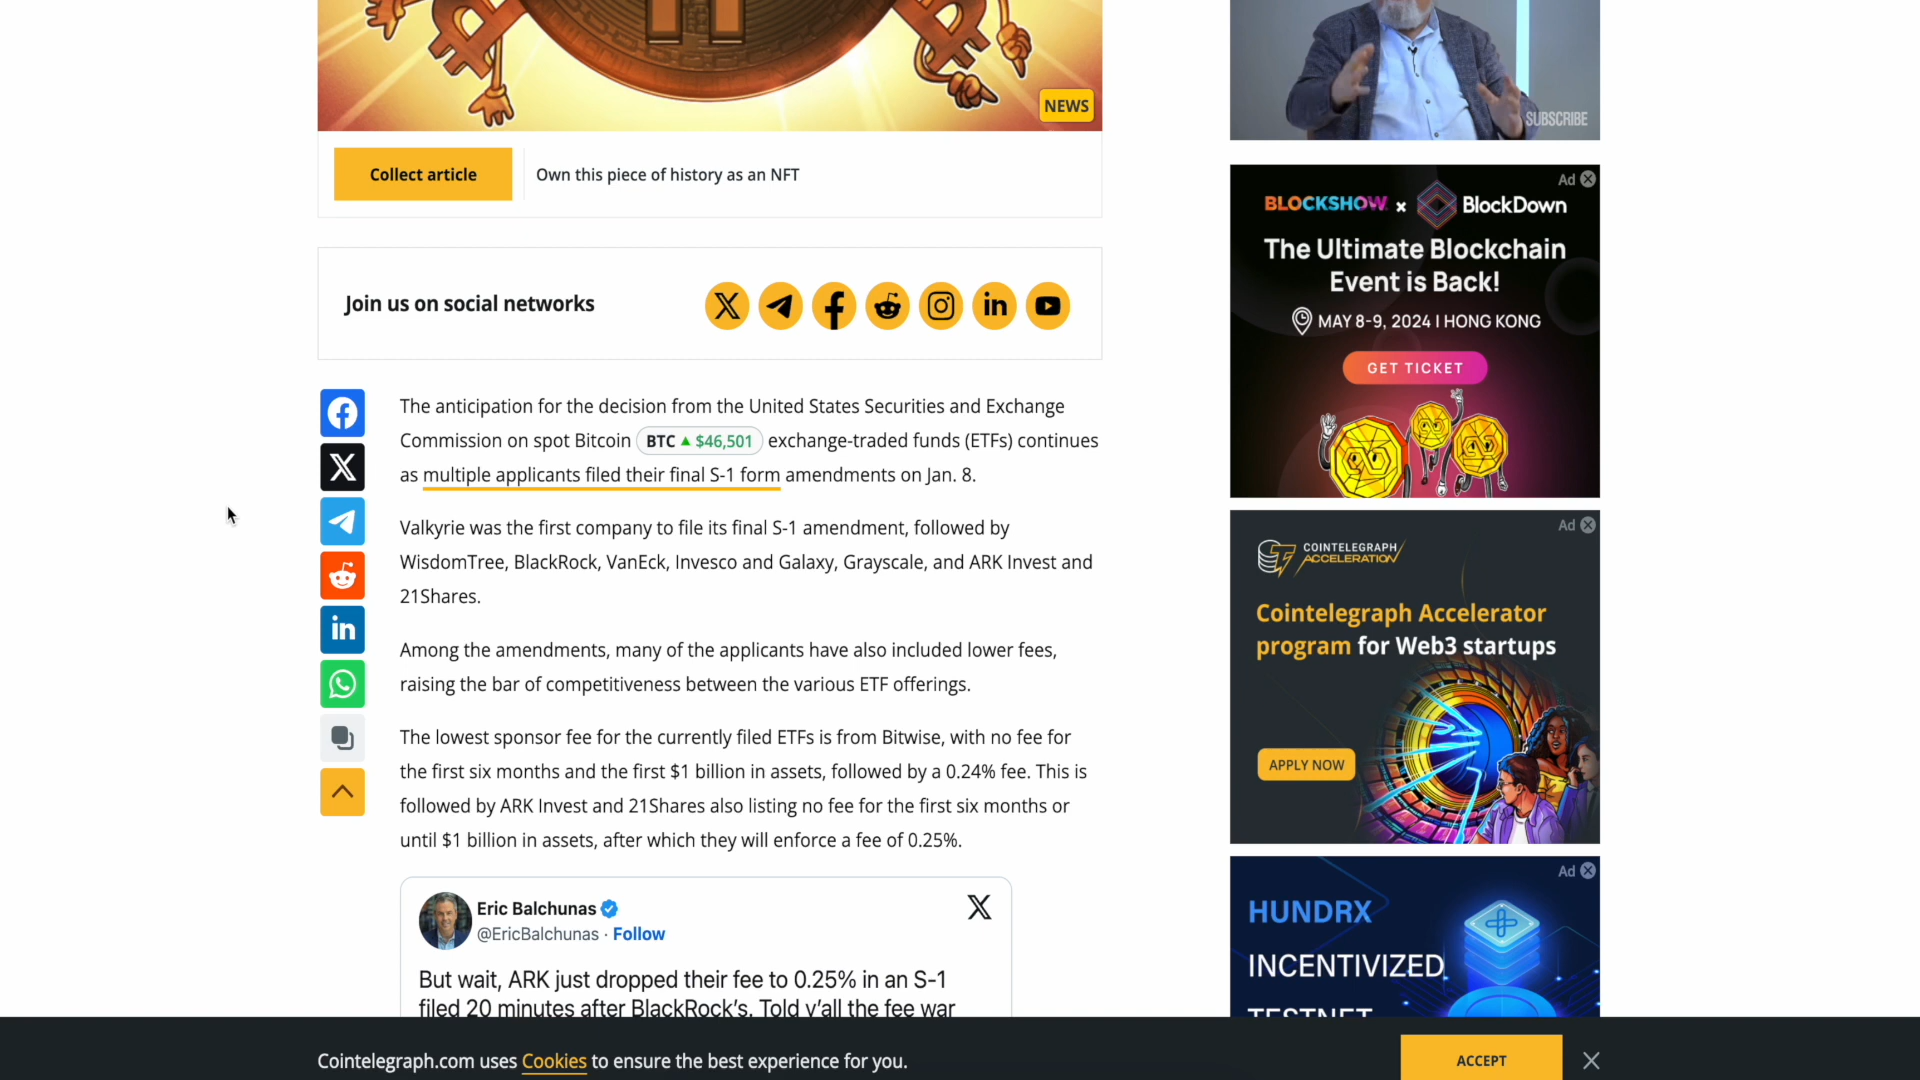 NEWS
Collect article
Own this piece of history as an NFT
Join us on social networks
The anticipation for the decision from the United States Securities and Exchange
Commission on spot Bitcoin BTC ▲ $46,501 exchange-traded funds (ETFs) continues
as multiple applicants filed their final S-1 form amendments on Jan. 8.
Valkyrie was the first company to file its final S-1 amendment, followed by
WisdomTree, BlackRock, VanEck, Invesco and Galaxy, Grayscale, and ARK Invest and
21Shares.
Among the amendments, many of the applicants have also included lower fees,
raising the bar of competitiveness between the various ETF offerings.
The lowest sponsor fee for the currently filed ETFs is from Bitwise, with no fee for
the first six months and the first $1 billion in assets, followed by a 0.24% fee. This is
followed by ARK Invest and 21Shares also listing no fee for the first six months or
until $1 billion in assets, after which they will enforce a fee of 0.25%.
Eric Balchunas
@EricBalchunas · Follow
But wait, ARK just dropped their fee to 0.25% in an S-1
filed 20 minutes after BlackRock's. Told y'all the fee war
SUBSCRIBE
Ad
BLOCKSHOW x BlockDown
The Ultimate Blockchain
Event is Back!
MAY 8-9, 2024 | HONG KONG
GET TICKET
Ad
COINTELEGRAPH
ACCELERATION
Cointelegraph Accelerator
program for Web3 startups
APPLY NOW
Ad
HUNDRX
INCENTIVIZED
TESTNET
Cointelegraph.com uses Cookies to ensure the best experience for you.
ACCEPT